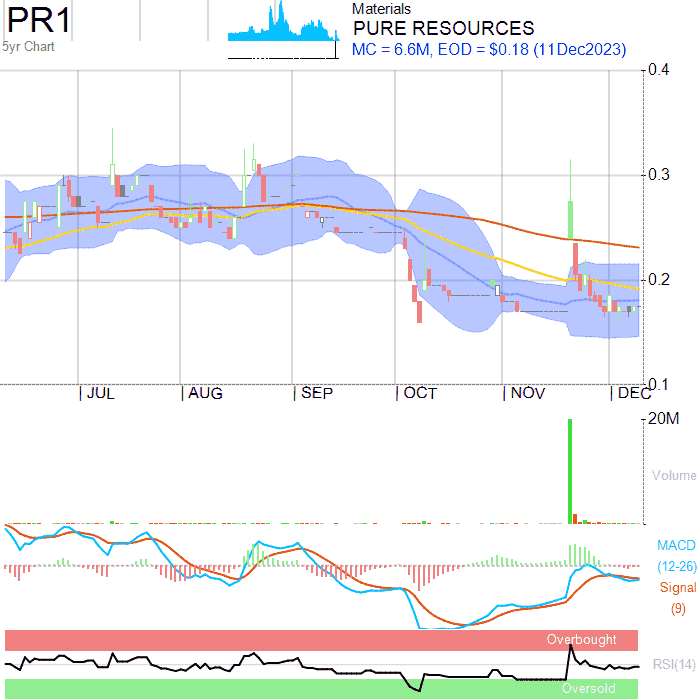 PR1
5yr Chart
Materials
PURE RESOURCES
MC = 6.6M, EOD = $0.18 (11Dec2023)
0.4
0.3
0.2
0.1
JUL
AUG
SEP
OCT
NOV
DEC
20M
Volume
MACD
(12-26)
Signal
(9)
Overbought
RSI(14)
Oversold